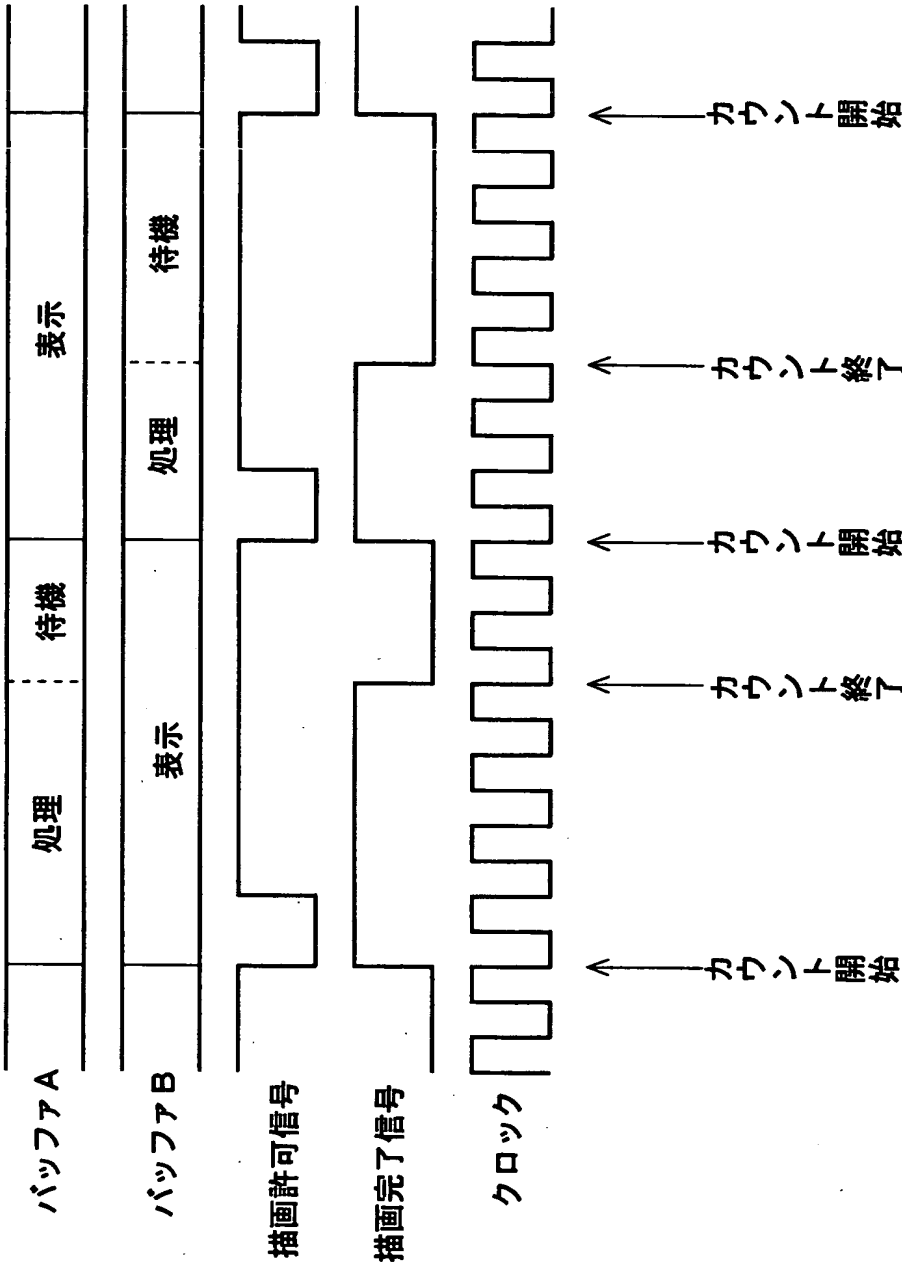 バッファA
処理
待機
表示
バッファB
表示
処理
待機
描画許可信号
描画完了信号
クロック
カウント開始
カウント終了
カウント開始
カウント終了
カウント開始